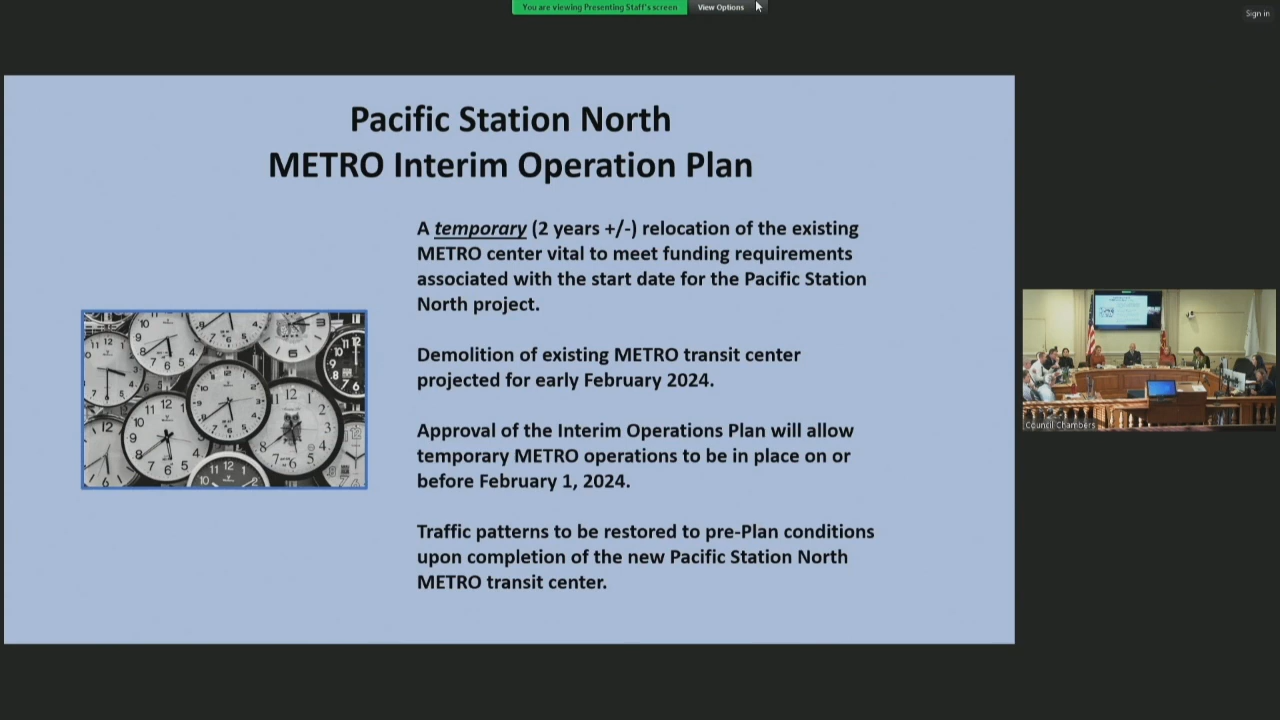 You are viewing Presenting Staff's screen
View Options
Sign in
Pacific Station North
METRO Interim Operation Plan
A temporary (2 years +/-) relocation of the existing
METRO center vital to meet funding requirements
associated with the start date for the Pacific Station
North project.
Demolition of existing METRO transit center
projected for early February 2024.
Approval of the Interim Operations Plan will allow
temporary METRO operations to be in place on or
before February 1, 2024.
Traffic patterns to be restored to pre-Plan conditions
upon completion of the new Pacific Station North
METRO transit center.
Council Chambers